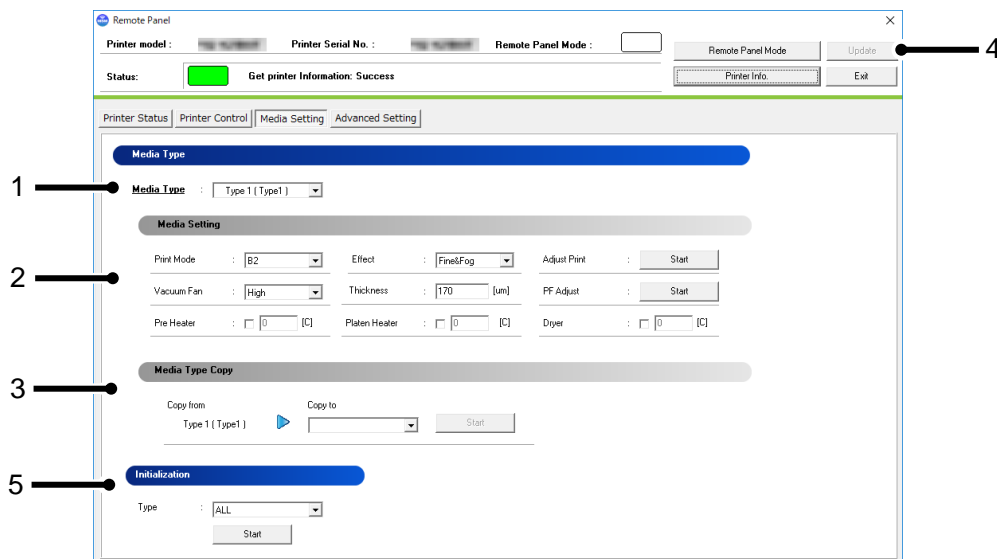 Remote Panel
Printer model : Printer Serial No. : Remote Panel Mode : Remote Panel Mode Update 4
Status: Get printer Information: Success Printer Info. Exit
Printer Status Printer Control Media Setting Advanced Setting
Media Type
1 Media Type : Type 1 ( Type1 )
Media Setting
2
Print Mode : B2 Effect : Fine&Fog Adjust Print : Start
Vacuum Fan : High Thickness : 170 [um] PF Adjust : Start
Pre Heater : 0 [C] Platen Heater : 0 [C] Dryer : 0 [C]
3 Media Type Copy
Copy from Copy to
Type 1 ( Type1 ) Start
5 Initialization
Type : ALL
Start